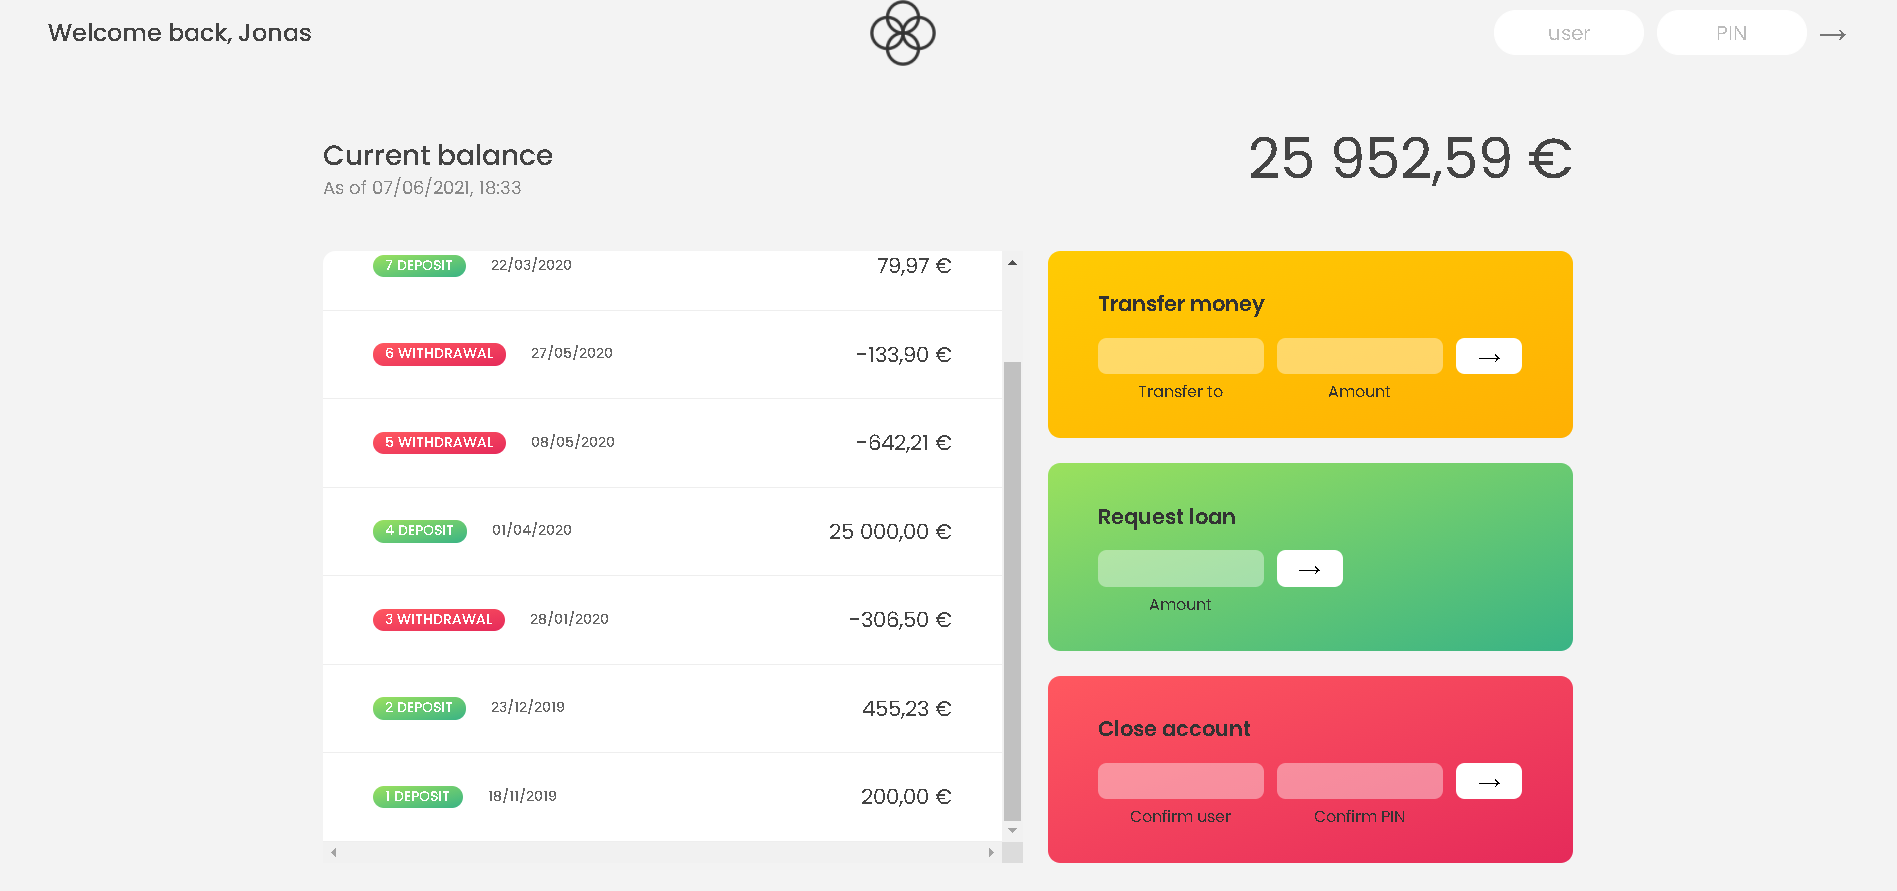 Welcome back, Jonas
user
PIN
→
Current balance
As of 07/06/2021, 18:33
25 952,59 €
7 DEPOSIT 22/03/2020 79,97 €
6 WITHDRAWAL 27/05/2020 -133,90 €
5 WITHDRAWAL 08/05/2020 -642,21 €
4 DEPOSIT 01/04/2020 25 000,00 €
3 WITHDRAWAL 28/01/2020 -306,50 €
2 DEPOSIT 23/12/2019 455,23 €
1 DEPOSIT 18/11/2019 200,00 €
Transfer money
→
Transfer to Amount
Request loan
→
Amount
Close account
→
Confirm user Confirm PIN